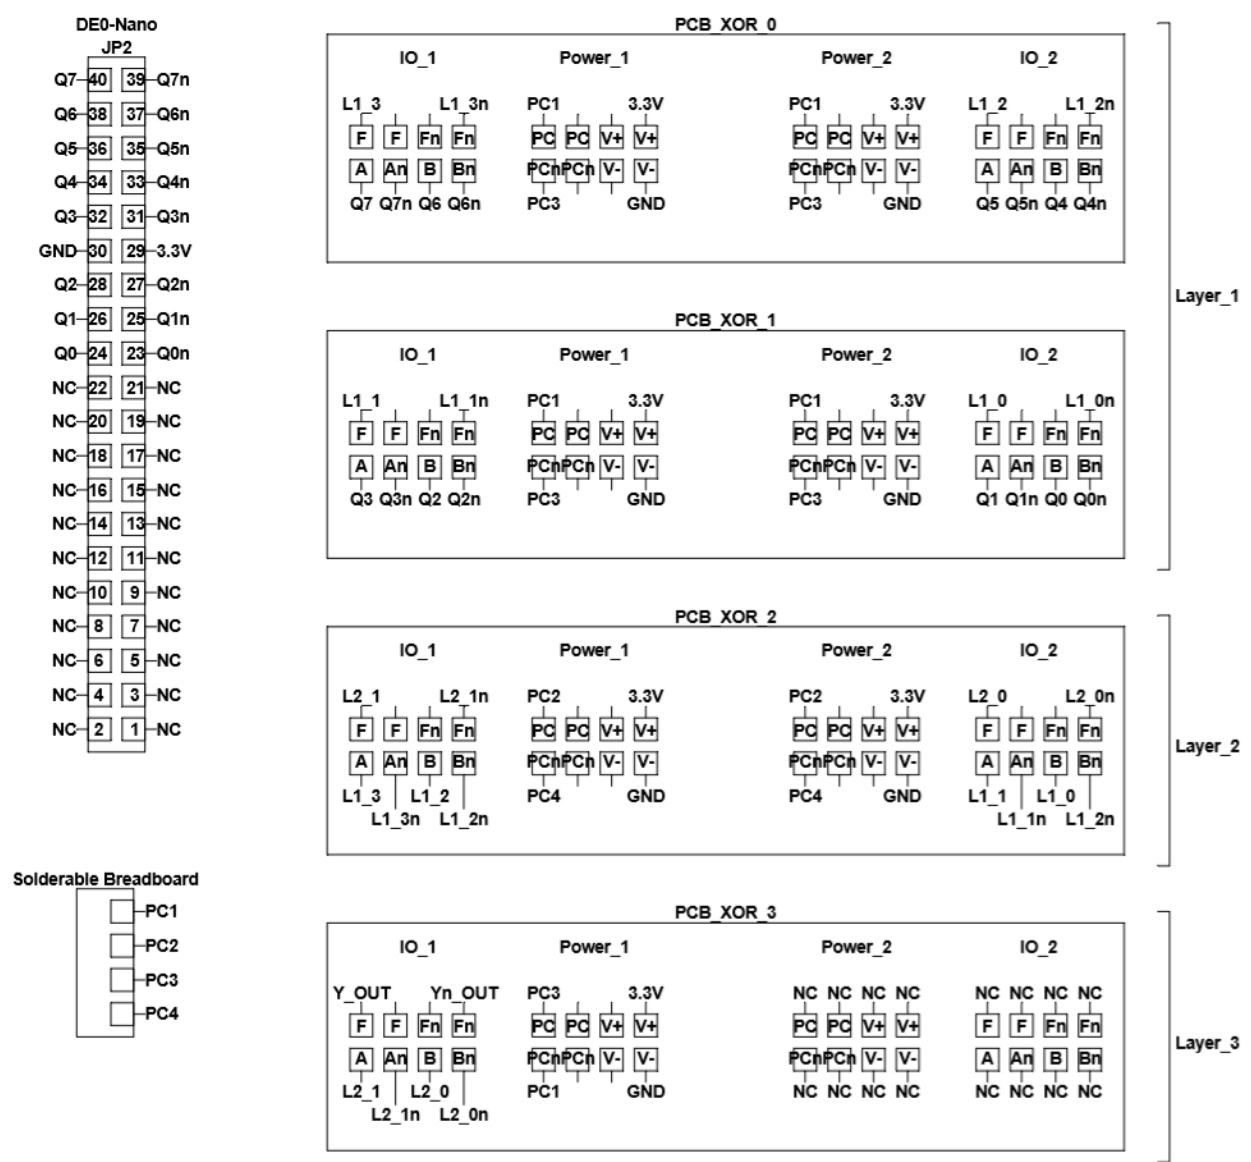 DE0-Nano
JP2
Q7 40 39 Q7n
Q6 38 37 Q6n
Q5 36 35 Q5n
Q4 34 33 Q4n
Q3 32 31 Q3n
GND 30 29 3.3V
Q2 28 27 Q2n
Q1 26 25 Q1n
Q0 24 23 Q0n
NC 22 21 NC
NC 20 19 NC
NC 18 17 NC
NC 16 15 NC
NC 14 13 NC
NC 12 11 NC
NC 10 9 NC
NC 8 7 NC
NC 6 5 NC
NC 4 3 NC
NC 2 1 NC
Solderable Breadboard
PC1
PC2
PC3
PC4
PCB_XOR_0
IO_1 Power_1 Power_2 IO_2
L1_3 L1_3n PC1 3.3V PC1 3.3V L1_2 L1_2n
F F Fn Fn PC PC V+ V+ PC PC V+ V+ F F Fn Fn
A An B Bn PCn PCn V- V- PCn PCn V- V- A An B Bn
Q7 Q7n Q6 Q6n PC3 GND PC3 GND Q5 Q5n Q4 Q4n
PCB_XOR_1
IO_1 Power_1 Power_2 IO_2
L1_1 L1_1n PC1 3.3V PC1 3.3V L1_0 L1_0n
F F Fn Fn PC PC V+ V+ PC PC V+ V+ F F Fn Fn
A An B Bn PCn PCn V- V- PCn PCn V- V- A An B Bn
Q3 Q3n Q2 Q2n PC3 GND PC3 GND Q1 Q1n Q0 Q0n
Layer_1
PCB_XOR_2
IO_1 Power_1 Power_2 IO_2
L2_1 L2_1n PC2 3.3V PC2 3.3V L2_0 L2_0n
F F Fn Fn PC PC V+ V+ PC PC V+ V+ F F Fn Fn
A An B Bn PCn PCn V- V- PCn PCn V- V- A An B Bn
L1_3 L1_2 PC4 GND PC4 GND L1_1 L1_0
L1_3n L1_2n L1_1n L1_2n
Layer_2
PCB_XOR_3
IO_1 Power_1 Power_2 IO_2
Y_OUT Yn_OUT PC3 3.3V NC NC NC NC NC NC NC NC
F F Fn Fn PC PC V+ V+ PC PC V+ V+ F F Fn Fn
A An B Bn PCn PCn V- V- PCn PCn V- V- A An B Bn
L2_1 L2_0 PC1 GND NC NC NC NC NC NC NC NC
L2_1n L2_0n
Layer_3